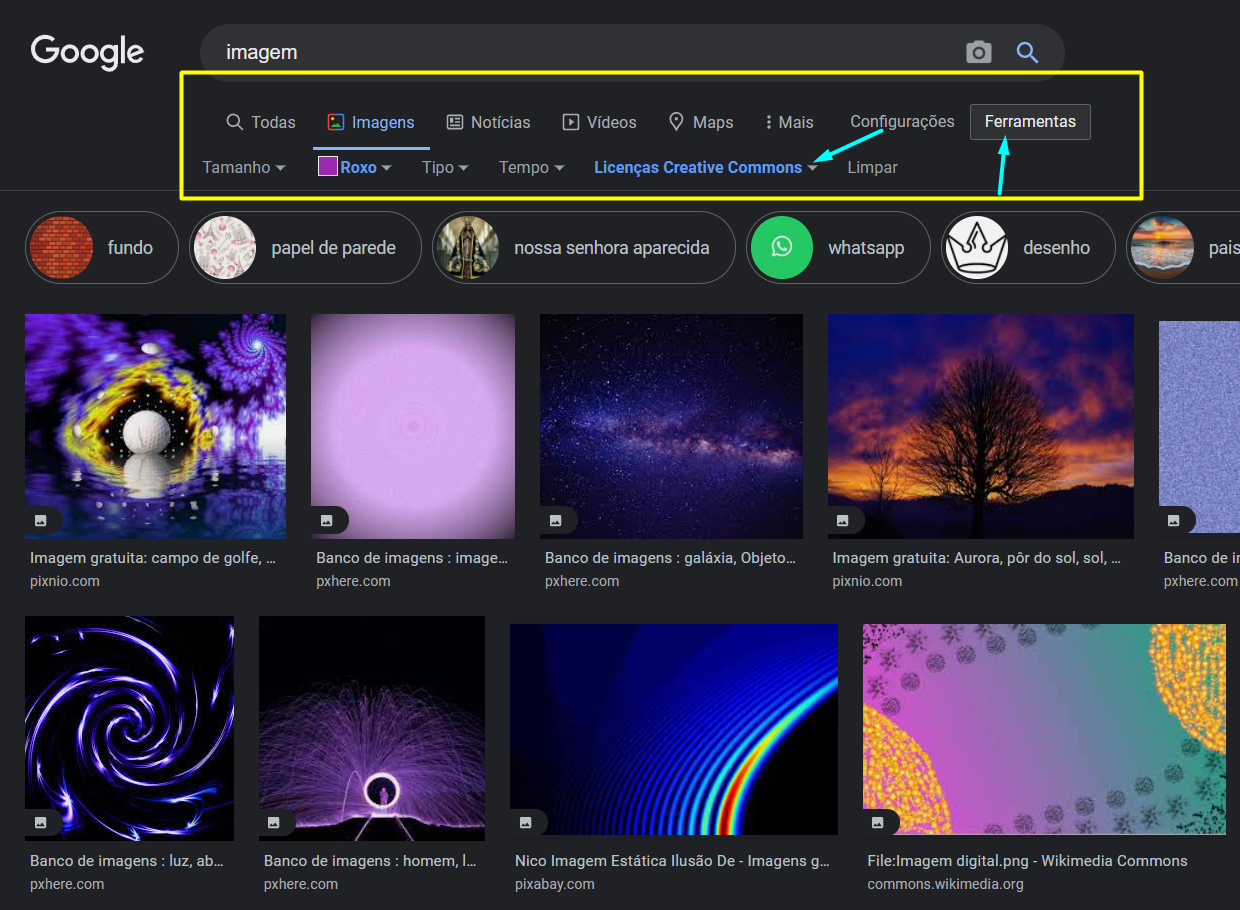 Google
imagem
Todas Imagens Notícias Vídeos Maps Mais Configurações Ferramentas
Tamanho Roxo Tipo Tempo Licenças Creative Commons Limpar
fundo papel de parede nossa senhora aparecida whatsapp desenho pais
Imagem gratuita: campo de golfe, ... Banco de imagens : image... Banco de imagens : galáxia, Objeto... Imagem gratuita: Aurora, pôr do sol, sol, ... Banco de i
pixnio.com pxhere.com pxhere.com pixnio.com pxhere.com
Banco de imagens : luz, ab... Banco de imagens : homem, l... Nico Imagem Estática Ilusão De - Imagens g... File:Imagem digital.png - Wikimedia Commons
pxhere.com pxhere.com pixabay.com commons.wikimedia.org